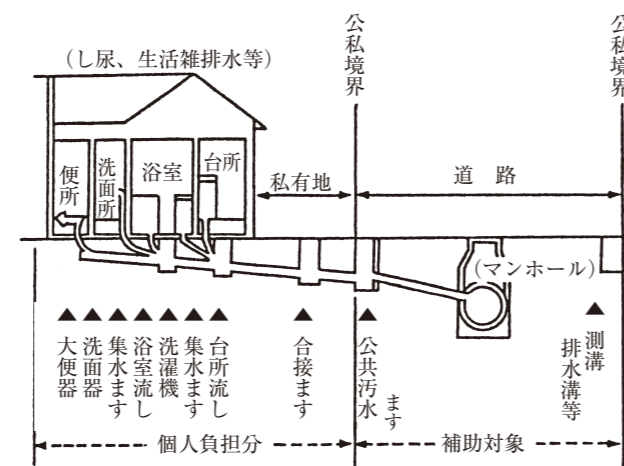 (し尿、生活雑排水等)
公私境界
公私境界
便所
洗面所
浴室
台所
私有地
道路
(マンホール)
大便器
洗面器
集水ます
浴室流し
洗濯機
集水ます
台所流し
合接ます
公共汚水ます
測溝
排水溝等
個人負担分
補助対象